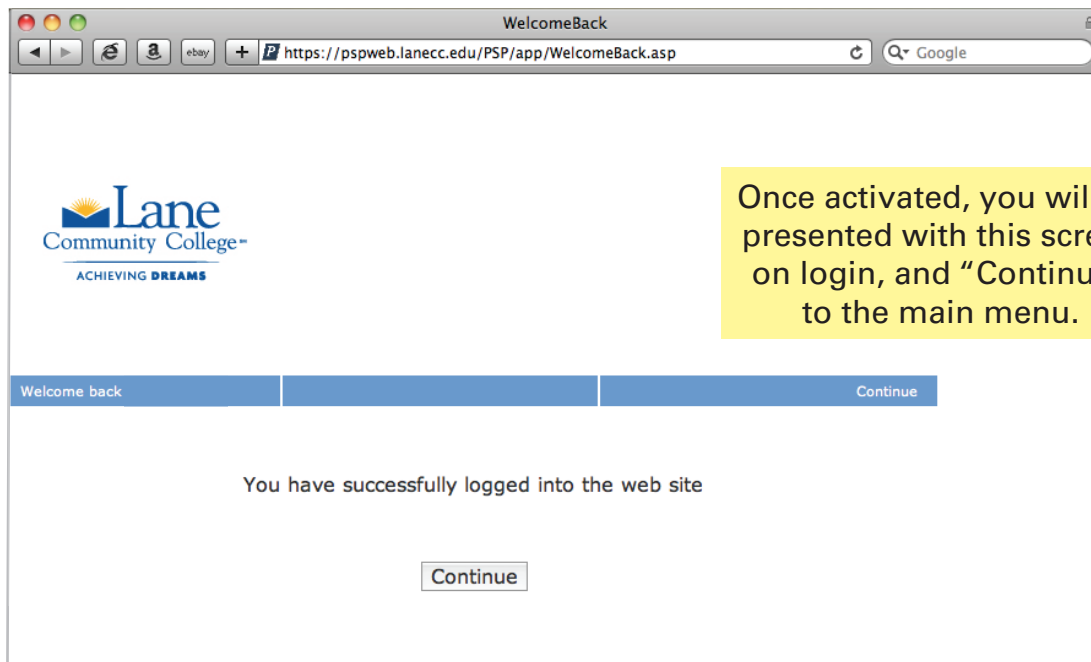 WelcomeBack
ebay + P https://pspweb.lanecc.edu/PSP/app/WelcomeBack.asp Google
Lane
Community College
ACHIEVING DREAMS
Once activated, you
presented with this
on login, and
to the main menu.
Welcome back Continue
You have successfully logged into the web site
Continue